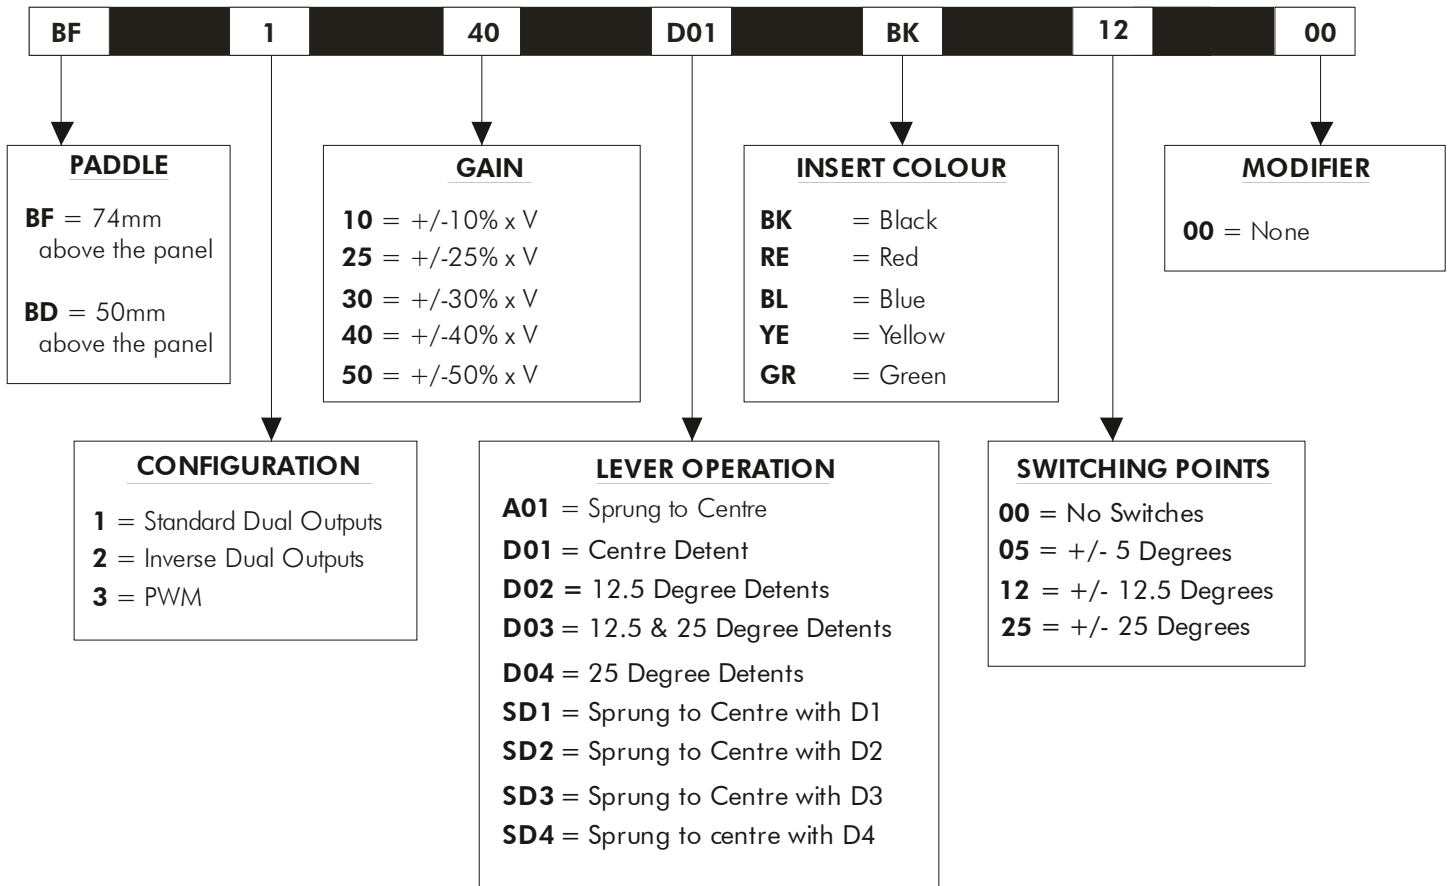 BF 1 40 D01 BK 12 00
PADDLE
BF = 74mm
above the panel
BD = 50mm
above the panel
GAIN
10 = +/-10% x V
25 = +/-25% x V
30 = +/-30% x V
40 = +/-40% x V
50 = +/-50% x V
INSERT COLOUR
BK = Black
RE = Red
BL = Blue
YE = Yellow
GR = Green
MODIFIER
00 = None
CONFIGURATION
1 = Standard Dual Outputs
2 = Inverse Dual Outputs
3 = PWM
LEVER OPERATION
A01 = Sprung to Centre
D01 = Centre Detent
D02 = 12.5 Degree Detents
D03 = 12.5 & 25 Degree Detents
D04 = 25 Degree Detents
SD1 = Sprung to Centre with D1
SD2 = Sprung to Centre with D2
SD3 = Sprung to Centre with D3
SD4 = Sprung to centre with D4
SWITCHING POINTS
00 = No Switches
05 = +/- 5 Degrees
12 = +/- 12.5 Degrees
25 = +/- 25 Degrees